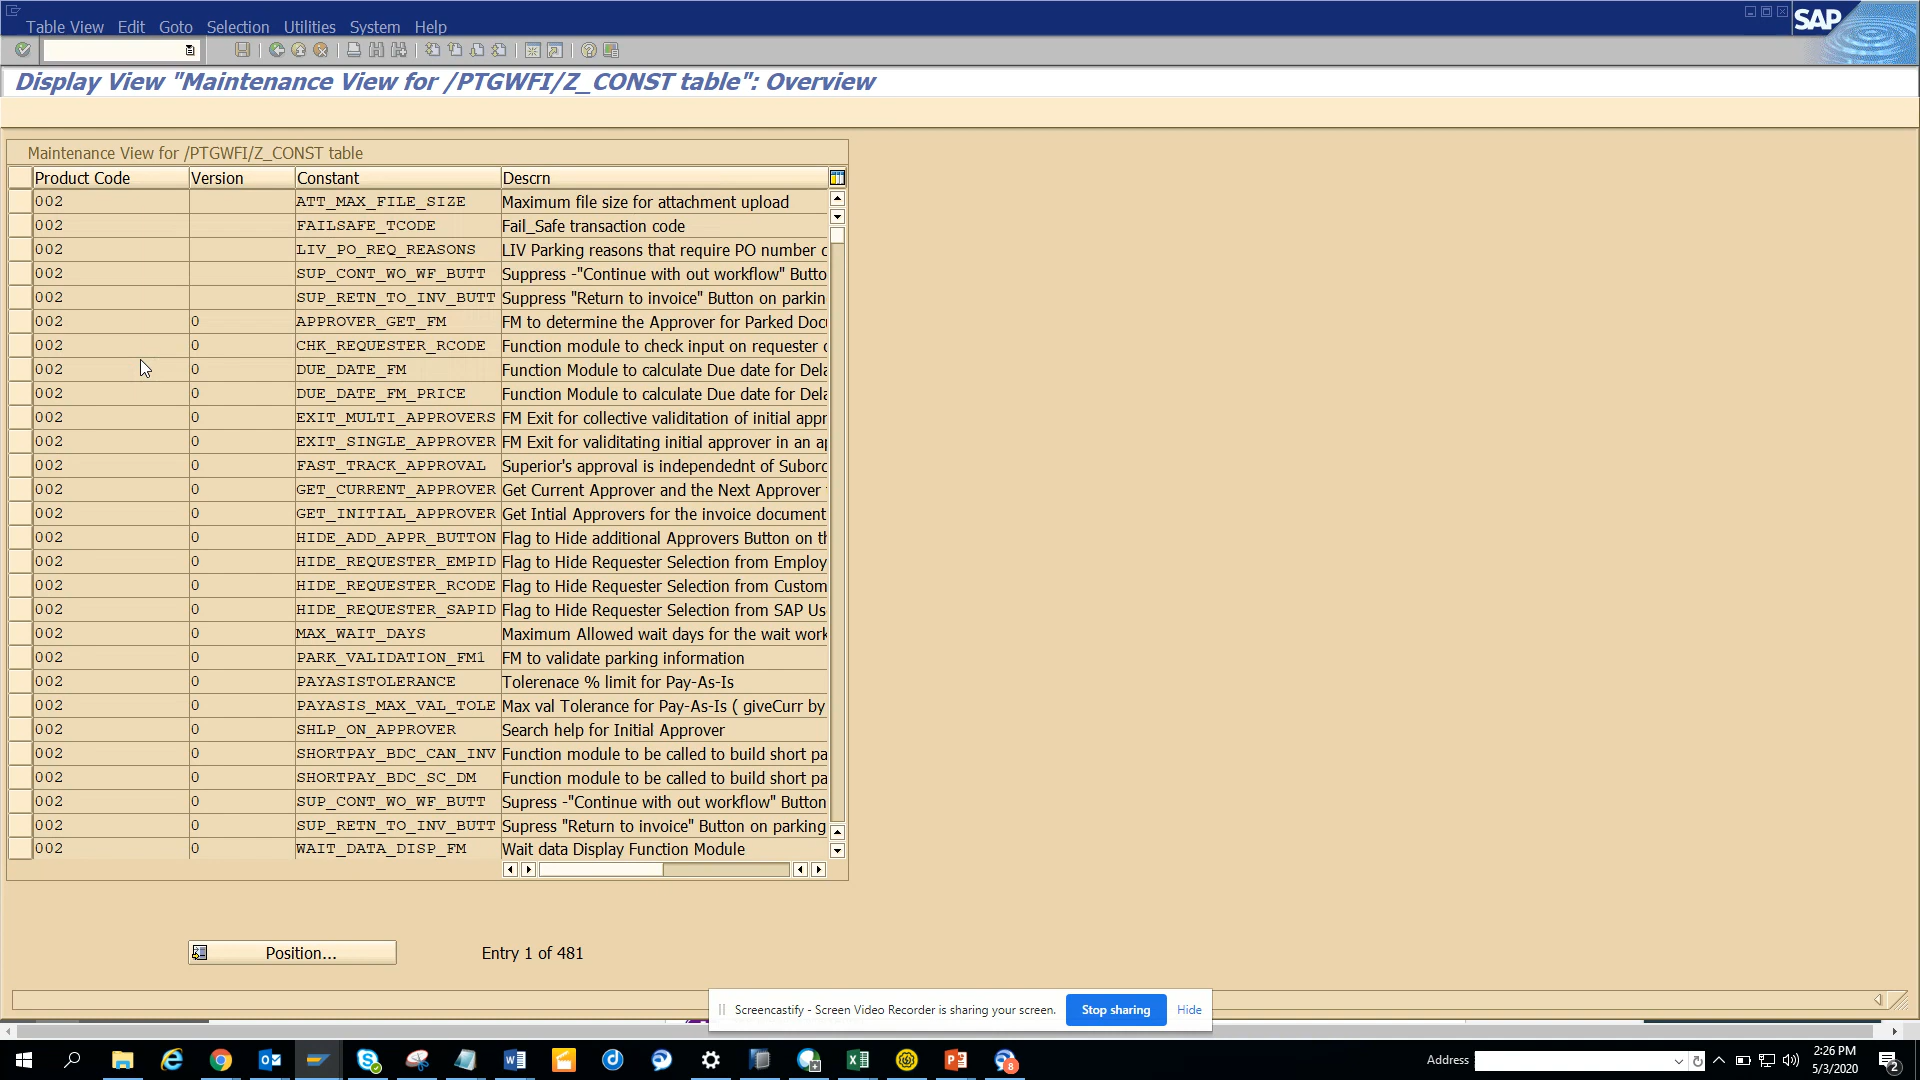 Table View Edit Goto Selection Utilities System Help
SAP
Display View "Maintenance View for /PTGWFI/Z_CONST table": Overview
Maintenance View for /PTGWFI/Z_CONST table
Product Code Version Constant Descrn
002 ATT_MAX_FILE_SIZE Maximum file size for attachment upload
002 FAILSAFE_TCODE Fail_Safe transaction code
002 LIV_PO_REQ_REASONS LIV Parking reasons that require PO number c
002 SUP_CONT_WO_WF_BUTT Suppress -"Continue with out workflow" Butto
002 SUP_RETN_TO_INV_BUTT Suppress "Return to invoice" Button on parkin
002 0 APPROVER_GET_FM FM to determine the Approver for Parked Docu
002 0 CHK_REQUESTER_RCODE Function module to check input on requester c
002 0 DUE_DATE_FM Function Module to calculate Due date for Dela
002 0 DUE_DATE_FM_PRICE Function Module to calculate Due date for Dela
002 0 EXIT_MULTI_APPROVERS FM Exit for collective validitation of initial appr
002 0 EXIT_SINGLE_APPROVER FM Exit for validitating initial approver in an ap
002 0 FAST_TRACK_APPROVAL Superior's approval is independednt of Suborc
002 0 GET_CURRENT_APPROVER Get Current Approver and the Next Approver
002 0 GET_INITIAL_APPROVER Get Intial Approvers for the invoice document
002 0 HIDE_ADD_APPR_BUTTON Flag to Hide additional Approvers Button on th
002 0 HIDE_REQUESTER_EMPID Flag to Hide Requester Selection from Employ
002 0 HIDE_REQUESTER_RCODE Flag to Hide Requester Selection from Custom
002 0 HIDE_REQUESTER_SAPID Flag to Hide Requester Selection from SAP Us
002 0 MAX_WAIT_DAYS Maximum Allowed wait days for the wait work
002 0 PARK_VALIDATION_FM1 FM to validate parking information
002 0 PAYASISTOLERANCE Tolerenace % limit for Pay-As-Is
002 0 PAYASIS_MAX_VAL_TOLE Max val Tolerance for Pay-As-Is ( giveCurr by
002 0 SHLP_ON_APPROVER Search help for Initial Approver
002 0 SHORTPAY_BDC_CAN_INV Function module to be called to build short pa
002 0 SHORTPAY_BDC_SC_DM Function module to be called to build short pa
002 0 SUP_CONT_WO_WF_BUTT Supress -"Continue with out workflow" Button
002 0 SUP_RETN_TO_INV_BUTT Supress "Return to invoice" Button on parking
002 0 WAIT_DATA_DISP_FM Wait data Display Function Module
Position... Entry 1 of 481
Screencastify - Screen Video Recorder is sharing your screen. Stop sharing Hide
Address
2:26 PM
5/3/2020
8
2